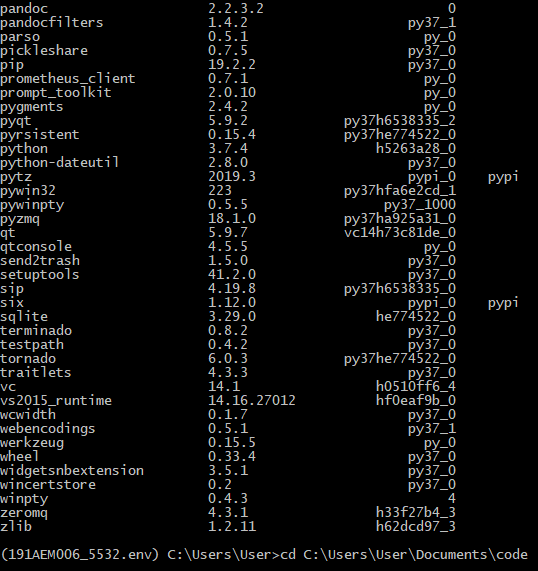 pandoc 2.2.3.2 0
pandocfilters 1.4.2 py37_1
parso 0.5.1 py_0
pickleshare 0.7.5 py37_0
pip 19.2.2 py37_0
prometheus_client 0.7.1 py_0
prompt_toolkit 2.0.10 py_0
pygments 2.4.2 py_0
pyqt 5.9.2 py37h6538335_2
pyrsistent 0.15.4 py37he774522_0
python 3.7.4 h5263a28_0
python-dateutil 2.8.0 py37_0
pytz 2019.3 pypi_0 pypi
pywin32 223 py37hfa6e2cd_1
pywinpty 0.5.5 py37_1000
pyzmq 18.1.0 py37ha925a31_0
qt 5.9.7 vc14h73c81de_0
qtconsole 4.5.5 py_0
send2trash 1.5.0 py37_0
setuptools 41.2.0 py37_0
sip 4.19.8 py37h6538335_0
six 1.12.0 pypi_0 pypi
sqlite 3.29.0 he774522_0
terminado 0.8.2 py37_0
testpath 0.4.2 py37_0
tornado 6.0.3 py37he774522_0
traitlets 4.3.3 py37_0
vc 14.1 h0510ff6_4
vs2015_runtime 14.16.27012 hf0eaf9b_0
wcwidth 0.1.7 py37_0
webencodings 0.5.1 py37_1
werkzeug 0.15.5 py_0
wheel 0.33.4 py37_0
widgetsnbextension 3.5.1 py37_0
wincertstore 0.2 py37_0
winpty 0.4.3 4
zeromq 4.3.1 h33f27b4_3
zlib 1.2.11 h62dcd97_3
(191AEM006_5532.env) C:\Users\User>cd C:\Users\User\Documents\code